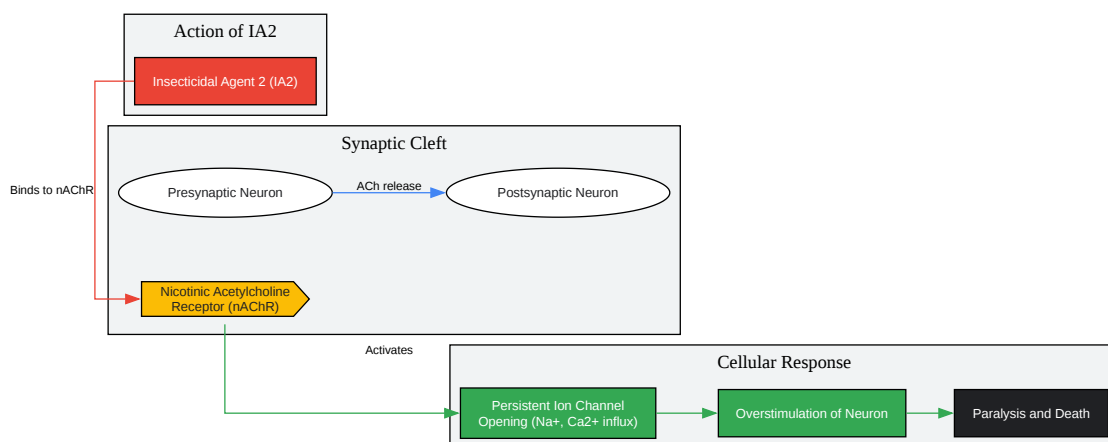 Action of IA2
Insecticidal Agent 2 (IA2)
Synaptic Cleft
Binds to nAChR
Presynaptic Neuron
ACh release
Postsynaptic Neuron
Nicotinic Acetylcholine
Receptor (nAChR)
Activates
Cellular Response
Persistent Ion Channel
Opening (Na+, Ca2+ influx)
Overstimulation of Neuron
Paralysis and Death